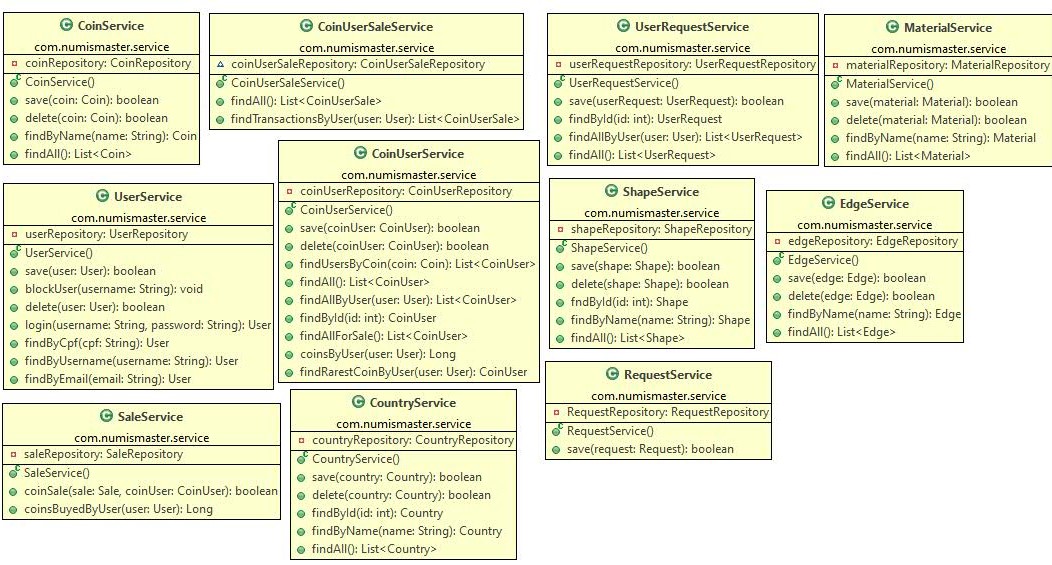 CoinService
com.numismaster.service
coinRepository: CoinRepository
CoinService()
save(coin: Coin): boolean
delete(coin: Coin): boolean
findByName(name: String): Coin
findAll(): List<Coin>
CoinUserSaleService
com.numismaster.service
coinUserSaleRepository: CoinUserSaleRepository
CoinUserSaleService()
findAll(): List<CoinUserSale>
findTransactionsByUser(user: User): List<CoinUserSale>
UserRequestService
com.numismaster.service
userRequestRepository: UserRequestRepository
UserRequestService()
save(userRequest: UserRequest): boolean
findById(id: int): UserRequest
findAllByUser(user: User): List<UserRequest>
findAll(): List<UserRequest>
MaterialService
com.numismaster.service
materialRepository: MaterialRepository
MaterialService()
save(material: Material): boolean
delete(material: Material): boolean
findByName(name: String): Material
findAll(): List<Material>
UserService
com.numismaster.service
userRepository: UserRepository
UserService()
save(user: User): boolean
blockUser(username: String): void
delete(user: User): boolean
login(username: String, password: String): User
findByCpf(cpf: String): User
findByUsername(username: String): User
findByEmail(email: String): User
CoinUserService
com.numismaster.service
coinUserRepository: CoinUserRepository
CoinUserService()
save(coinUser: CoinUser): boolean
delete(coinUser: CoinUser): boolean
findUsersByCoin(coin: Coin): List<CoinUser>
findAll(): List<CoinUser>
findAllByUser(user: User): List<CoinUser>
findById(id: int): CoinUser
findAllForSale(): List<CoinUser>
coinsByUser(user: User): Long
findRarestCoinByUser(user: User): CoinUser
ShapeService
com.numismaster.service
shapeRepository: ShapeRepository
ShapeService()
save(shape: Shape): boolean
delete(shape: Shape): boolean
fndById(id: int): Shape
findByName(name: String): Shape
findAll(): List<Shape>
EdgeService
com.numismaster.service
edgeRepository: EdgeRepository
EdgeService()
save(edge: Edge): boolean
delete(edge: Edge): boolean
findByName(name: String): Edge
findAll(): List<Edge>
SaleService
com.numismaster.service
saleRepository: SaleRepository
SaleService()
coinSale(sale: Sale, coinUser: CoinUser): boolean
coinsBuyedByUser(user: User): Long
CountryService
com.numismaster.service
countryRepository: CountryRepository
CountryService()
save(country: Country): boolean
delete(country: Country): boolean
findById(id: int): Country
findByName(name: String): Country
findAll(): List<Country>
RequestService
com.numismaster.service
RequestRepository: RequestRepository
RequestService()
save(request: Request): boolean